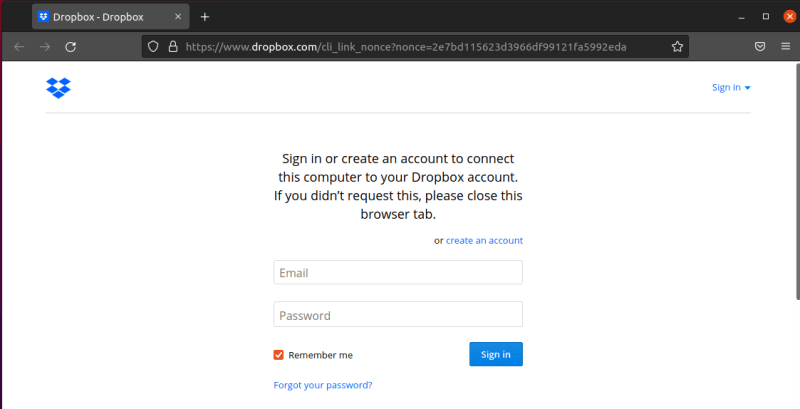 Dropbox - Dropbox
https://www.dropbox.com/cli_link_nonce?nonce=2e7bd115623d3966df99121fa5992eda
Sign in
Sign in or create an account to connect
this computer to your Dropbox account.
If you didn't request this, please close this
browser tab.
or create an account
Email
Password
Remember me
Sign in
Forgot your password?